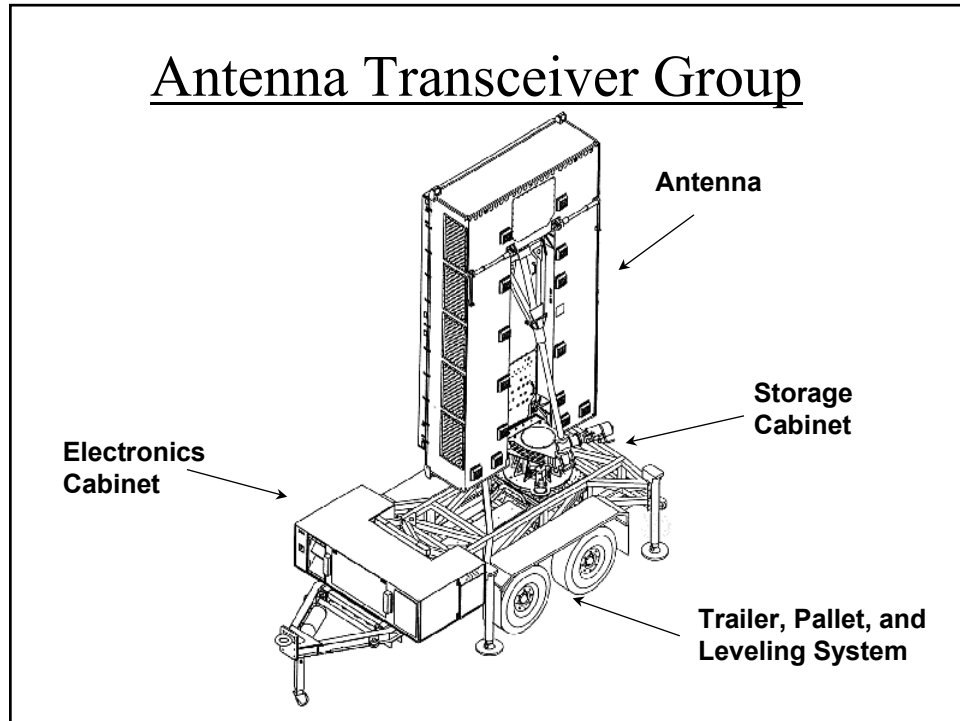 Antenna Transceiver Group
Antenna
Storage
Cabinet
Electronics
Cabinet
Trailer, Pallet, and
Leveling System